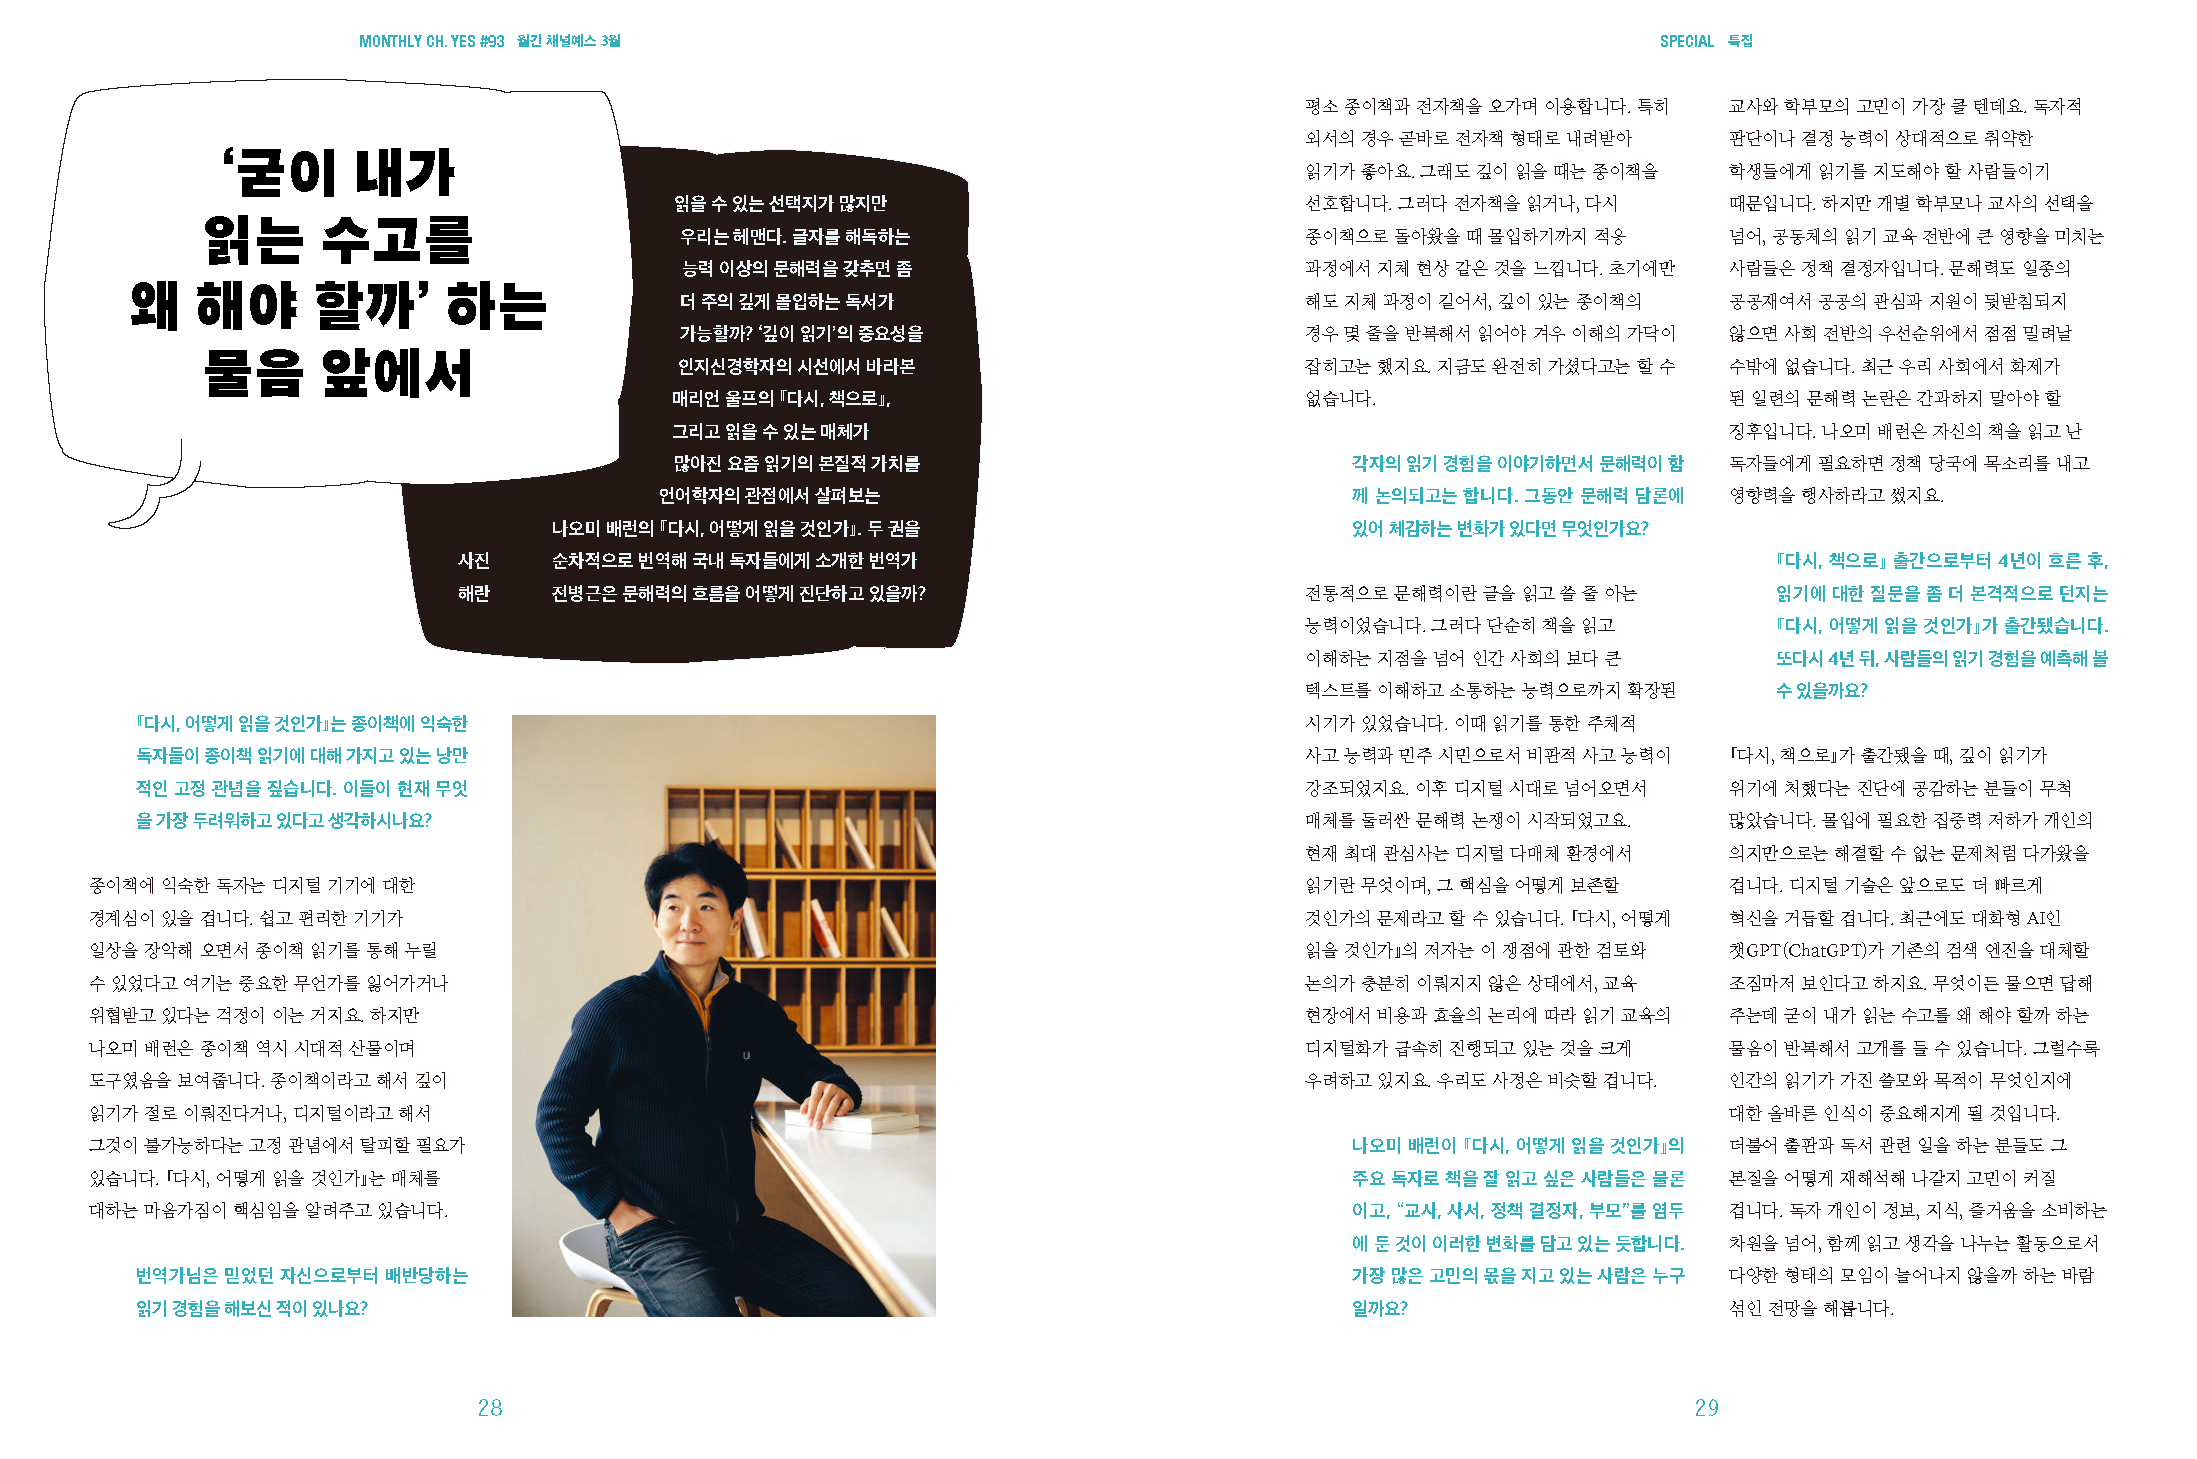 MONTHLY CH. YES #93 월간 채널예스 3월
‘굳이 내가
읽는 수고를
왜 해야 할까’ 하는
물음 앞에서
읽을 수 있는 선택지가 많지만
우리는 헤맨다. 글자를 해독하는
능력 이상의 문해력을 갖추면 좀
더 주의 깊게 몰입하는 독서가
가능할까? ‘깊이 읽기’의 중요성을
인지신경학자의 시선에서 바라본
매리언 울프의 『다시, 책으로』,
그리고 읽을 수 있는 매체가
많아진 요즘 읽기의 본질적 가치를
언어학자의 관점에서 살펴보는
나오미 배런의 『다시, 어떻게 읽을 것인가』. 두 권을
순차적으로 번역해 국내 독자들에게 소개한 번역가
전병근은 문해력의 흐름을 어떻게 진단하고 있을까?
사진
해란
『다시, 어떻게 읽을 것인가』는 종이책에 익숙한
독자들이 종이책 읽기에 대해 가지고 있는 낭만
적인 고정 관념을 짚습니다. 이들이 현재 무엇
을 가장 두려워하고 있다고 생각하시나요?
종이책에 익숙한 독자는 디지털 기기에 대한
경계심이 있을 겁니다. 쉽고 편리한 기기가
일상을 장악해 오면서 종이책 읽기를 통해 누릴
수 있었다고 여기는 중요한 무언가를 잃어가거나
위협받고 있다는 걱정이 이는 거지요. 하지만
나오미 배런은 종이책 역시 시대적 산물이며
도구였음을 보여줍니다. 종이책이라고 해서 깊이
읽기가 절로 이뤄진다거나, 디지털이라고 해서
그것이 불가능하다는 고정 관념에서 탈피할 필요가
있습니다. 『다시, 어떻게 읽을 것인가』는 매체를
대하는 마음가짐이 핵심임을 알려주고 있습니다.
번역가님은 믿었던 자신으로부터 배반당하는
읽기 경험을 해보신 적이 있나요?
28
SPECIAL 특집
평소 종이책과 전자책을 오가며 이용합니다. 특히
외서의 경우 곧바로 전자책 형태로 내려받아
읽기가 좋아요. 그래도 깊이 읽을 때는 종이책을
선호합니다. 그러다 전자책을 읽거나, 다시
종이책으로 돌아왔을 때 몰입하기까지 적응
과정에서 지체 현상 같은 것을 느낍니다. 초기에만
해도 지체 과정이 길어서, 깊이 있는 종이책의
경우 몇 줄을 반복해서 읽어야 겨우 이해의 가닥이
잡히고는 했지요. 지금도 완전히 가셨다고는 할 수
없습니다.
각자의 읽기 경험을 이야기하면서 문해력이 함
께 논의되고는 합니다. 그동안 문해력 담론에
있어 체감하는 변화가 있다면 무엇인가요?
전통적으로 문해력이란 글을 읽고 쓸 줄 아는
능력이었습니다. 그러다 단순히 책을 읽고
이해하는 지점을 넘어 인간 사회의 보다 큰
텍스트를 이해하고 소통하는 능력으로까지 확장된
시기가 있었습니다. 이때 읽기를 통한 주체적
사고 능력과 민주 시민으로서 비판적 사고 능력이
강조되었지요. 이후 디지털 시대로 넘어오면서
매체를 둘러싼 문해력 논쟁이 시작되었고요.
현재 최대 관심사는 디지털 다매체 환경에서
읽기란 무엇이며, 그 핵심을 어떻게 보존할
것인가의 문제라고 할 수 있습니다. 『다시, 어떻게
읽을 것인가』의 저자는 이 쟁점에 관한 검토와
논의가 충분히 이뤄지지 않은 상태에서, 교육
현장에서 비용과 효율의 논리에 따라 읽기 교육의
디지털화가 급속히 진행되고 있는 것을 크게
우려하고 있지요. 우리도 사정은 비슷할 겁니다.
나오미 배런이 『다시, 어떻게 읽을 것인가』의
주요 독자로 책을 잘 읽고 싶은 사람들은 물론
이고, “교사, 사서, 정책 결정자, 부모”를 염두
에 둔 것이 이러한 변화를 담고 있는 듯합니다.
가장 많은 고민의 몫을 지고 있는 사람은 누구
일까요?
교사와 학부모의 고민이 가장 클 텐데요. 독자적
판단이나 결정 능력이 상대적으로 취약한
학생들에게 읽기를 지도해야 할 사람들이기
때문입니다. 하지만 개별 학부모나 교사의 선택을
넘어, 공동체의 읽기 교육 전반에 큰 영향을 미치는
사람들은 정책 결정자입니다. 문해력도 일종의
공공재여서 공공의 관심과 지원이 뒷받침되지
않으면 사회 전반의 우선순위에서 점점 밀려날
수밖에 없습니다. 최근 우리 사회에서 화제가
된 일련의 문해력 논란은 간과하지 말아야 할
징후입니다. 나오미 배런은 자신의 책을 읽고 난
독자들에게 필요하면 정책 당국에 목소리를 내고
영향력을 행사하라고 썼지요.
『다시, 책으로』 출간으로부터 4년이 흐른 후,
읽기에 대한 질문을 좀 더 본격적으로 던지는
『다시, 어떻게 읽을 것인가』가 출간됐습니다.
또다시 4년 뒤, 사람들의 읽기 경험을 예측해 볼
수 있을까요?
『다시, 책으로』가 출간됐을 때, 깊이 읽기가
위기에 처했다는 진단에 공감하는 분들이 무척
많았습니다. 몰입에 필요한 집중력 저하가 개인의
의지만으로는 해결할 수 없는 문제처럼 다가왔을
겁니다. 디지털 기술은 앞으로도 더 빠르게
혁신을 거듭할 겁니다. 최근에도 대화형 AI인
챗GPT(ChatGPT)가 기존의 검색 엔진을 대체할
조짐마저 보인다고 하지요. 무엇이든 물으면 답해
주는데 굳이 내가 읽는 수고를 왜 해야 할까 하는
물음이 반복해서 고개를 들 수 있습니다. 그럴수록
인간의 읽기가 가진 쓸모와 목적이 무엇인지에
대한 올바른 인식이 중요해지게 될 것입니다.
더불어 출판과 독서 관련 일을 하는 분들도 그
본질을 어떻게 재해석해 나갈지 고민이 커질
겁니다. 독자 개인이 정보, 지식, 즐거움을 소비하는
차원을 넘어, 함께 읽고 생각을 나누는 활동으로서
다양한 형태의 모임이 늘어나지 않을까 하는 바람
섞인 전망을 해봅니다.
29